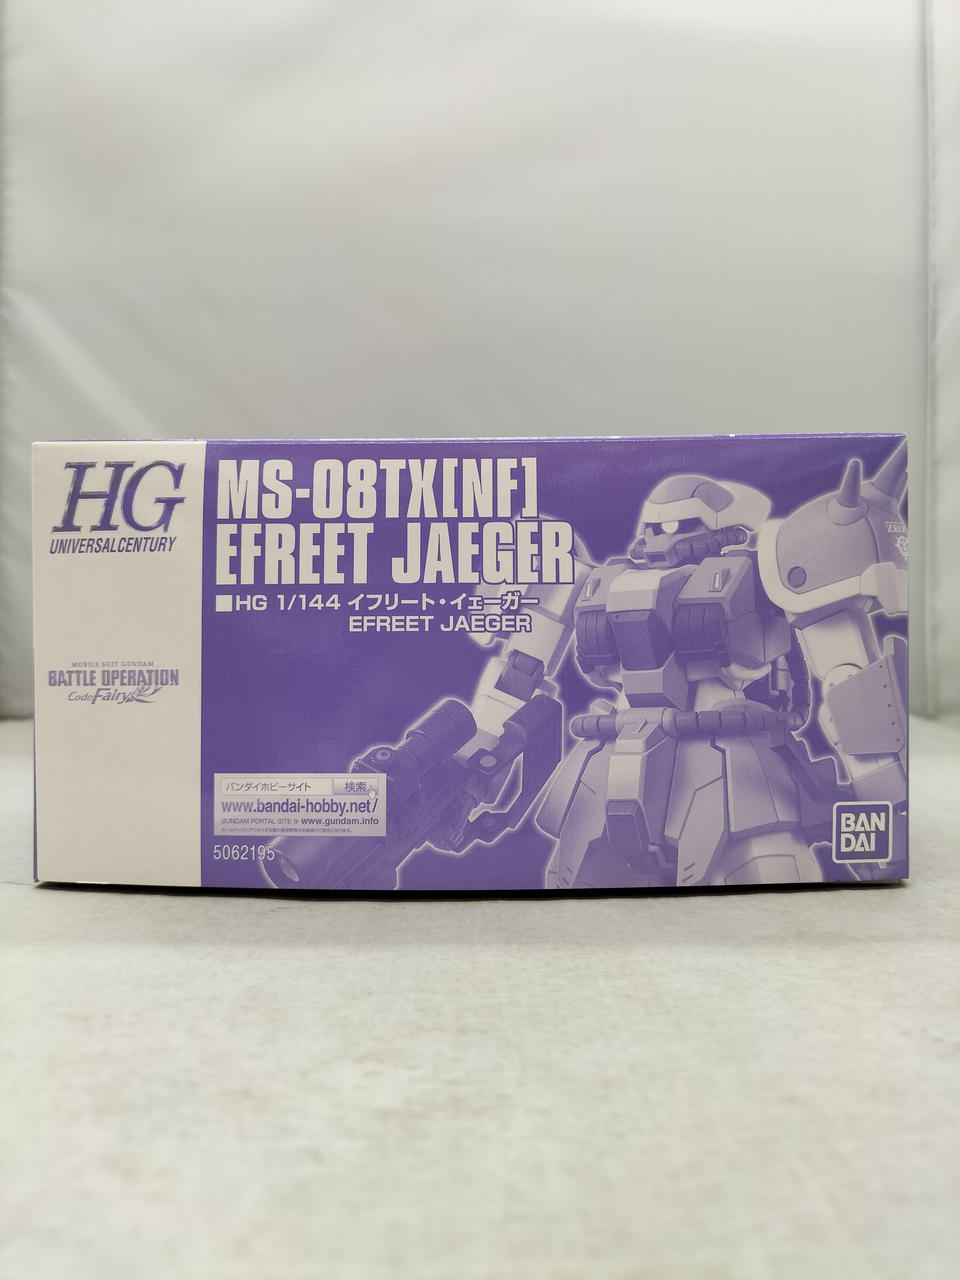 HG
UNIVERSAL CENTURY
MOBILE SUIT GUNDAM
BATTLE OPERATION
Code Fairy
MS-08TX[NF]
EFREET JAEGER
■HG 1/144 イフリート・イェーガー
EFREET JAEGER
バンダイホビーサイト 検索
www.bandai-hobby.net/
GUNDAM PORTAL SITE www.gundam.info
5062195
BAN
DAI